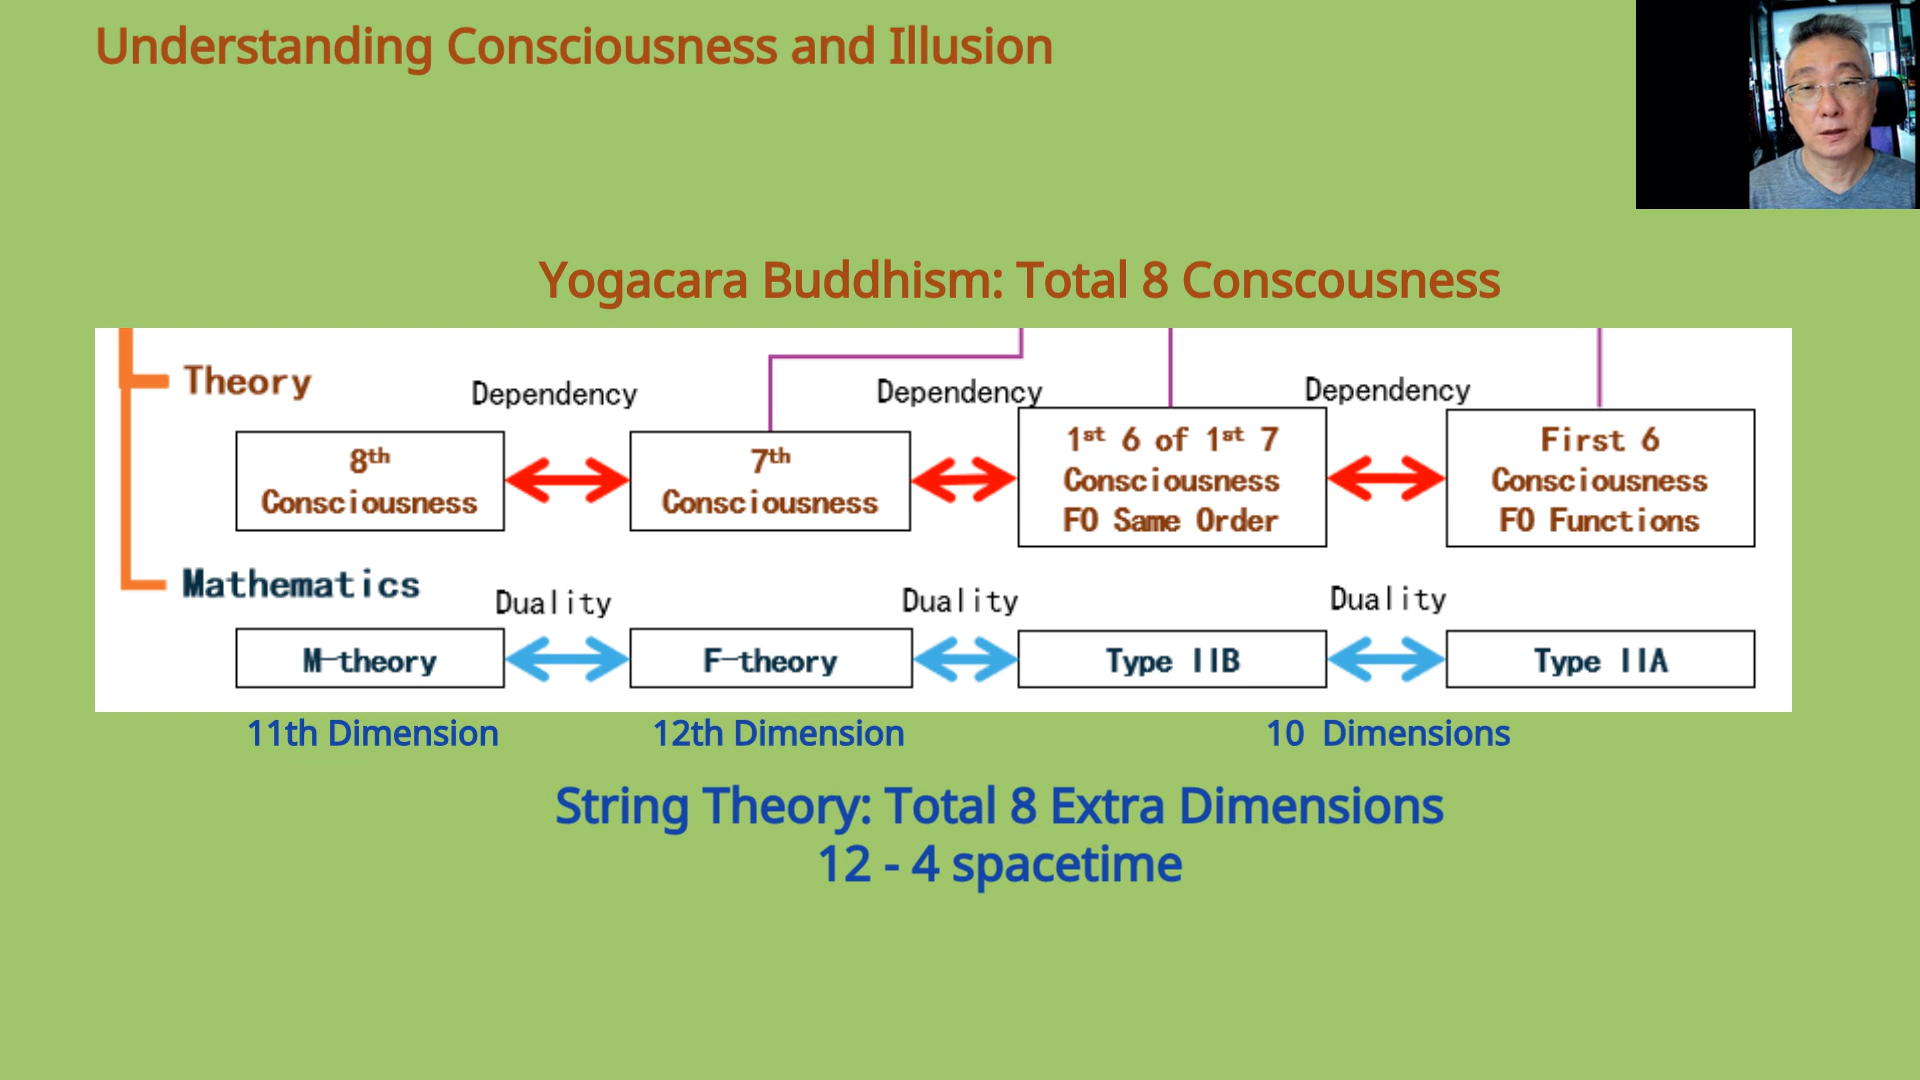 Understanding Consciousness and Illusion
Yogacara Buddhism: Total 8 Conscousness
Theory
Dependency
Dependency
Dependency
8th
Consciousness
7th
Consciousness
1st 6 of 1st 7
Consciousness
FO Same Order
First 6
Consciousness
FO Functions
Mathematics
Duality
Duality
Duality
M-theory
F-theory
Type IIB
Type IIA
11th Dimension
12th Dimension
10 Dimensions
String Theory: Total 8 Extra Dimensions
12 - 4 spacetime